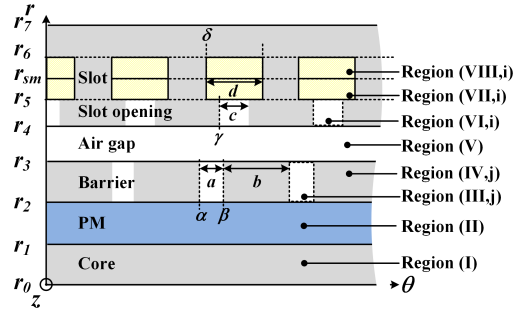 r
r7
δ
r6
rsm
Slot
d
Region (VIII,i)
r5
Region (VII,i)
Slot opening
c
r4
γ
Region (VI,i)
Air gap
Region (V)
r3
Barrier
a
b
Region (IV,j)
r2
α
β
Region (III,j)
PM
Region (II)
r1
Core
Region (I)
r0
z
θ